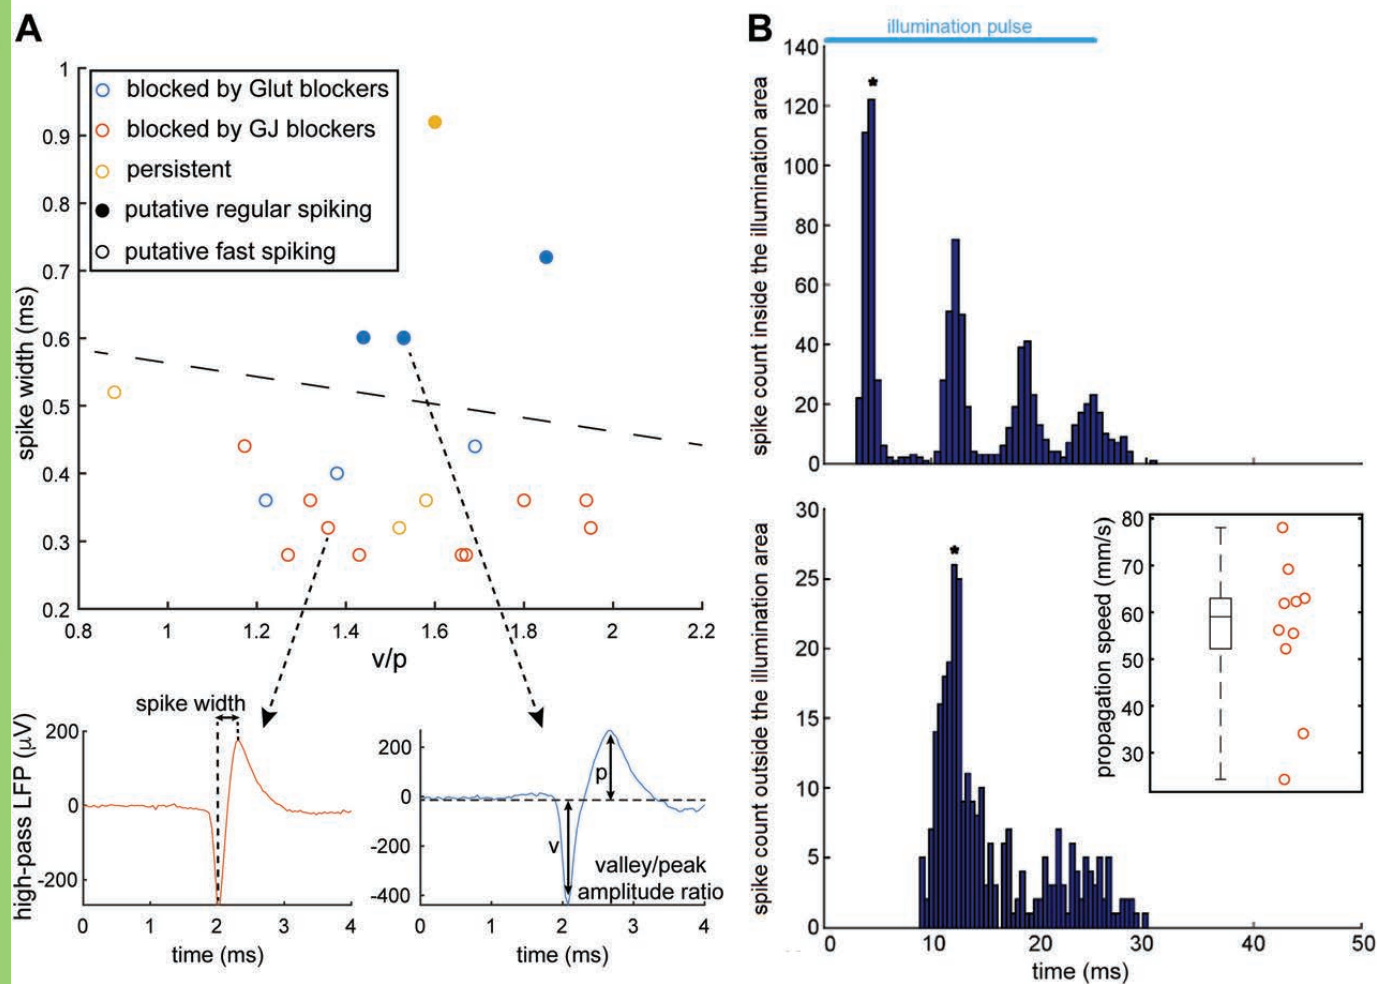 A
1
0.9
0.8
0.7
0.6
0.5
0.4
0.3
0.2
spike width (ms)
blocked by Glut blockers
blocked by GJ blockers
persistent
putative regular spiking
putative fast spiking
0.8 1 1.2 1.4 1.6 1.8 2 2.2
v/p
spike width
high-pass LFP (μV)
200
0
-200
0 1 2 3 4
time (ms)
200
0
-200
-400
p
v
valley/peak
amplitude ratio
0 1 2 3 4
time (ms)
B
illumination pulse
spike count inside the illumination area
140
120
100
80
60
40
20
0
*
spike count outside the illumination area
30
25
20
15
10
5
0
*
propagation speed (mm/s)
80
70
60
50
40
30
0 10 20 30 40 50
time (ms)